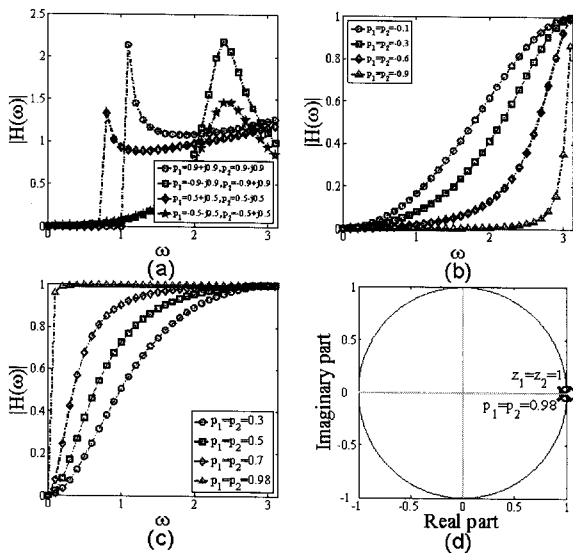 |H(ω)|
2.5
2
1.5
1
0.5
0
0 1 2 3
p₁=0.9+j0.9,p₂=0.9-j0.9
p₁=-0.9-j0.9,p₂=-0.9+j0.9
p₁=0.5+j0.5,p₂=0.5-j0.5
p₁=-0.5-j0.5,p₂=-0.5+j0.5
ω
(a)
|H(ω)|
1
0.8
0.6
0.4
0.2
0
0 1 2 3
p₁=p₂=-0.1
p₁=p₂=-0.3
p₁=p₂=-0.6
p₁=p₂=-0.9
ω
(b)
|H(ω)|
1
0.8
0.6
0.4
0.2
0
0 1 2 3
p₁=p₂=0.3
p₁=p₂=0.5
p₁=p₂=0.7
p₁=p₂=0.98
ω
(c)
Imaginary part
1
0.5
0
-0.5
-1
-1 -0.5 0 0.5 1
z₁=z₂=1
p₁=p₂=0.98
Real part
(d)